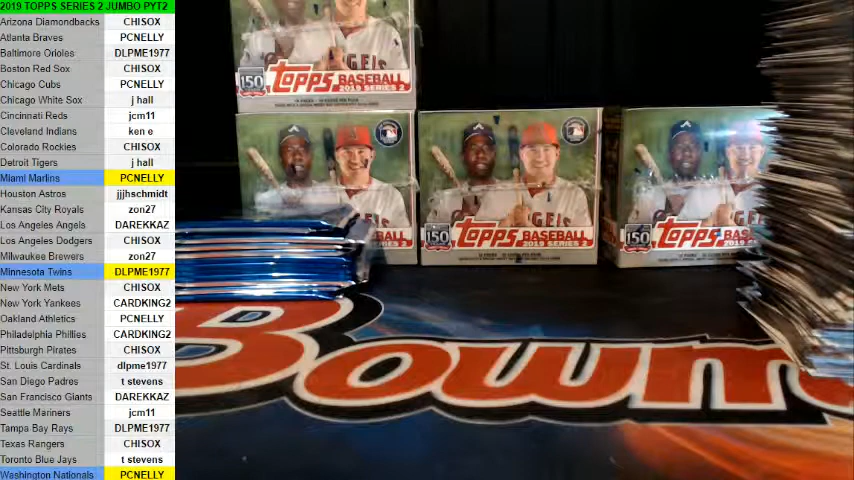 2019 TOPPS SERIES 2 JUMBO PYT2
Arizona Diamondbacks CHISOX
Atlanta Braves PCNELLY
Baltimore Orioles DLPME1977
Boston Red Sox CHISOX
Chicago Cubs PCNELLY
Chicago White Sox j hall
Cincinnati Reds jcm11
Cleveland Indians ken e
Colorado Rockies CHISOX
Detroit Tigers j hall
Miami Marlins PCNELLY
Houston Astros jjjhschmidt
Kansas City Royals zon27
Los Angeles Angels DAREKKAZ
Los Angeles Dodgers CHISOX
Milwaukee Brewers zon27
Minnesota Twins DLPME1977
New York Mets CHISOX
New York Yankees CARDKING2
Oakland Athletics PCNELLY
Philadelphia Phillies CARDKING2
Pittsburgh Pirates CHISOX
St. Louis Cardinals dlpme1977
San Diego Padres t stevens
San Francisco Giants DAREKKAZ
Seattle Mariners jcm11
Tampa Bay Rays DLPME1977
Texas Rangers CHISOX
Toronto Blue Jays t stevens
Washington Nationals PCNELLY
150 Topps BASEBALL
2019 SERIES 2
150 Topps BASEBALL
2019 SERIES 2
150 Topps BASEBALL
2019 SERIES 2
150 Topps
Bowm